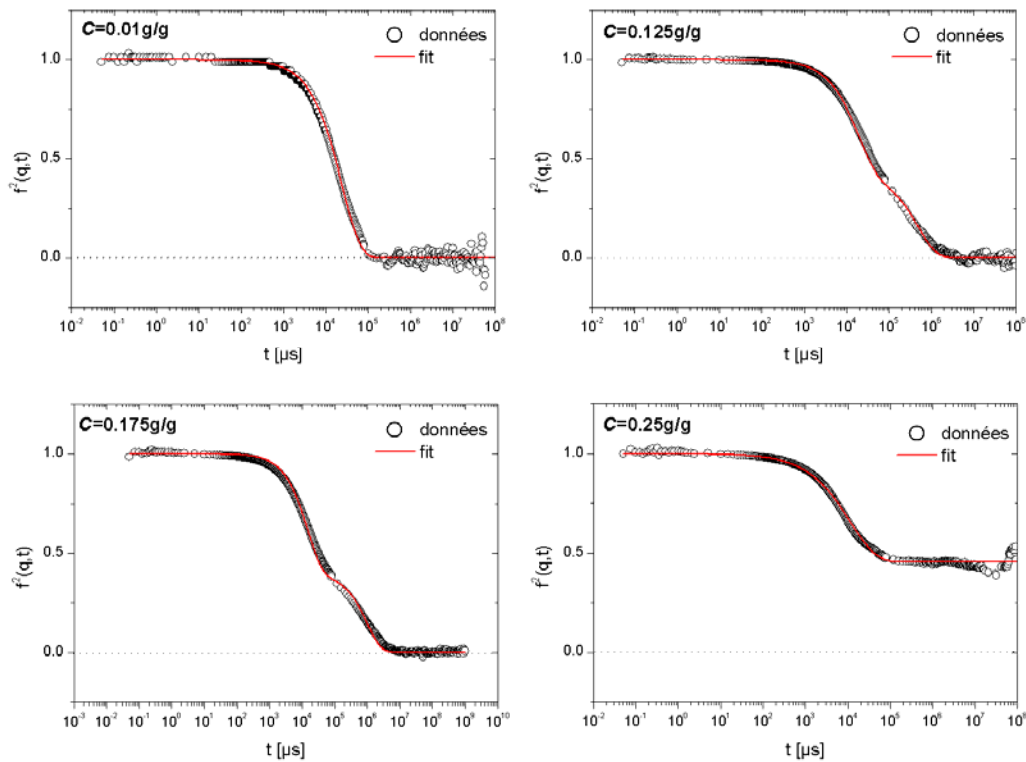 C=0.01g/g
données
fit
1.0
0.5
0.0
f²(q,t)
10⁻² 10⁻¹ 10⁰ 10¹ 10² 10³ 10⁴ 10⁵ 10⁶ 10⁷ 10⁸
t [µs]
C=0.125g/g
données
fit
1.0
0.5
0.0
f²(q,t)
10⁻² 10⁻¹ 10⁰ 10¹ 10² 10³ 10⁴ 10⁵ 10⁶ 10⁷ 10⁸
t [µs]
C=0.175g/g
données
fit
1.0
0.5
0.0
f²(q,t)
10⁻³ 10⁻² 10⁻¹ 10⁰ 10¹ 10² 10³ 10⁴ 10⁵ 10⁶ 10⁷ 10⁸ 10⁹ 10¹⁰
t [µs]
C=0.25g/g
données
fit
1.0
0.5
0.0
f²(q,t)
10⁻² 10⁻¹ 10⁰ 10¹ 10² 10³ 10⁴ 10⁵ 10⁶ 10⁷ 10⁸
t [µs]